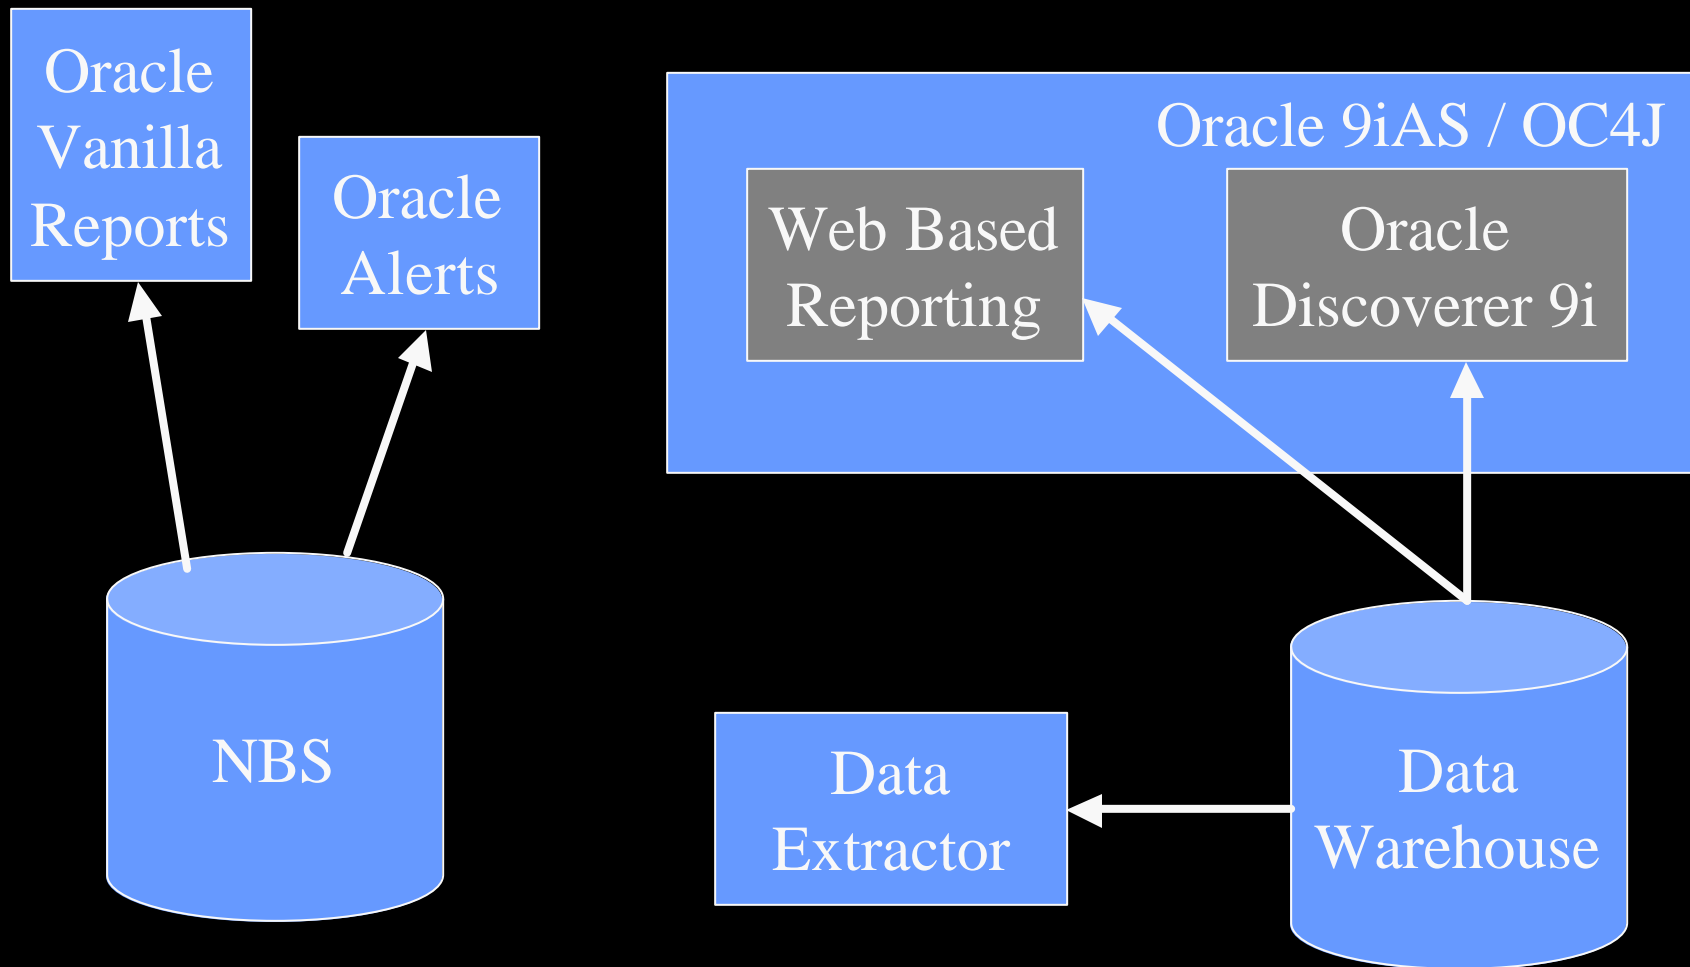 Oracle
Vanilla
Reports
Oracle
Alerts
Oracle 9iAS / OC4J
Web Based
Reporting
Oracle
Discoverer 9i
NBS
Data
Extractor
Data
Warehouse